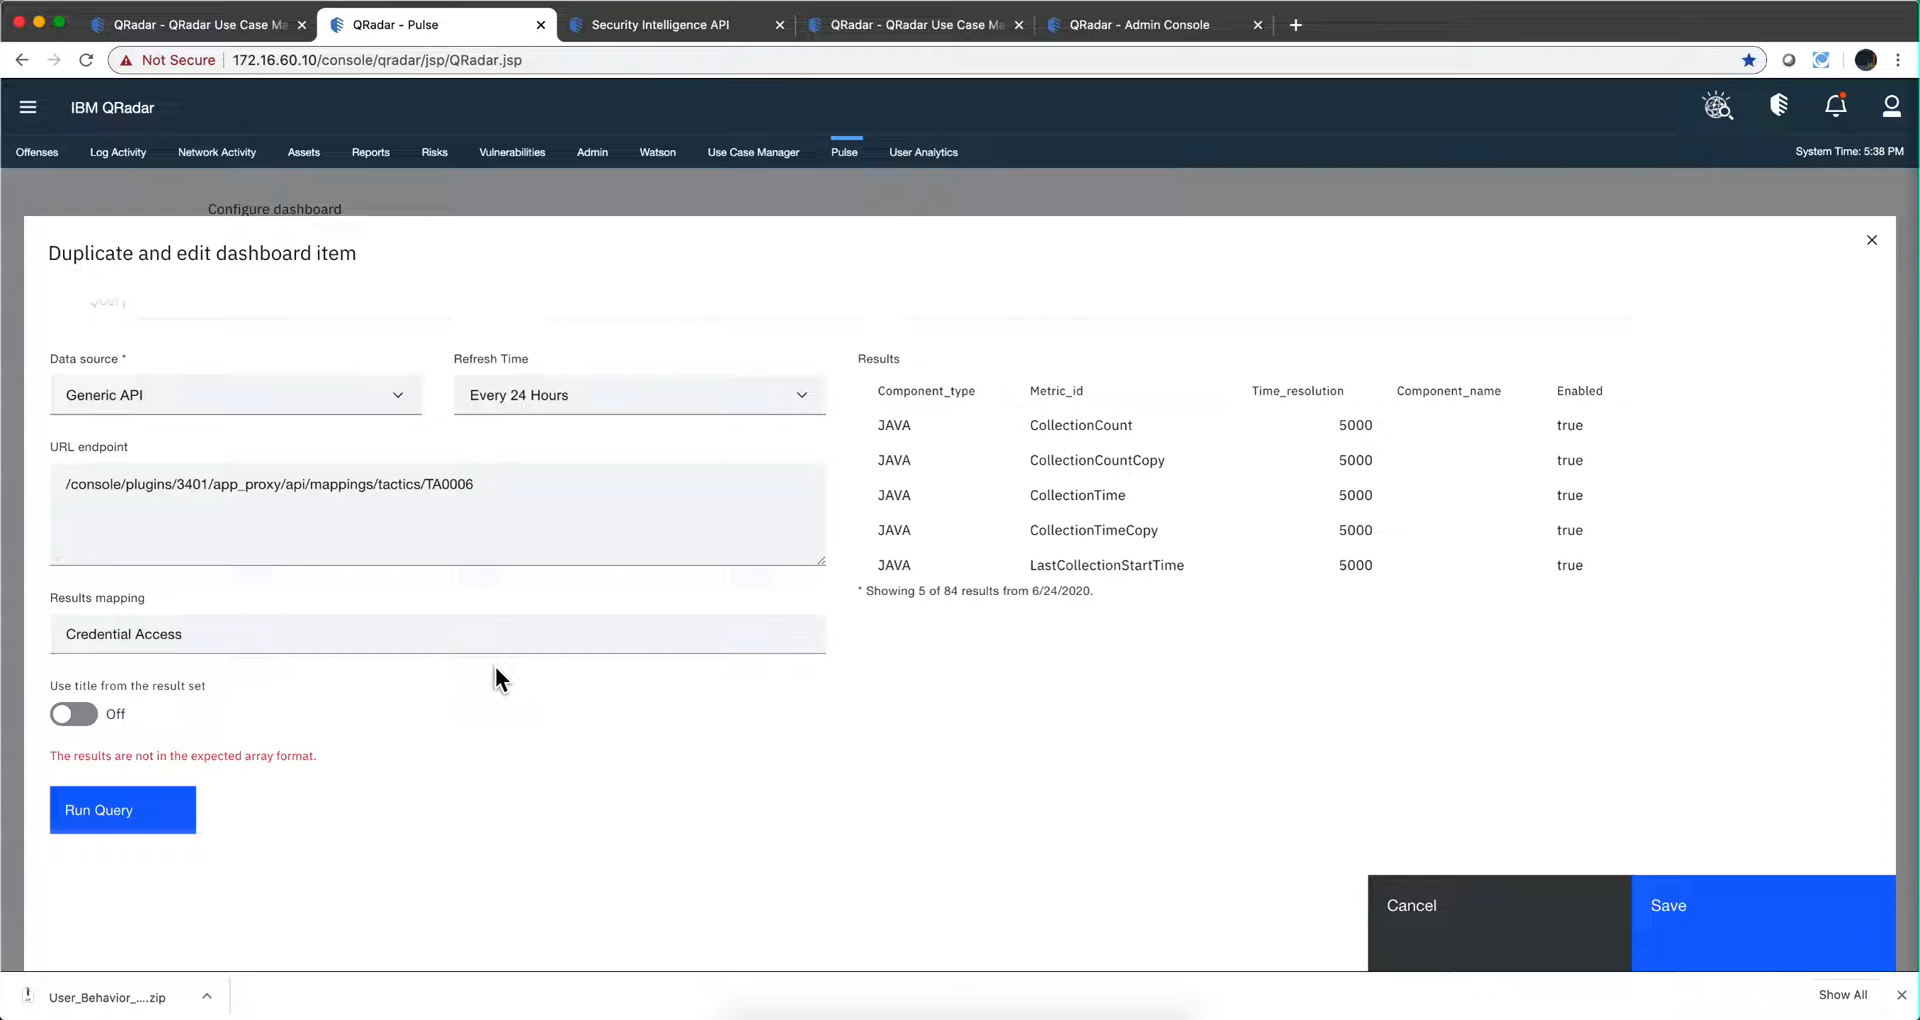 QRadar - QRadar Use Case Ma
QRadar - Pulse
Security Intelligence API
QRadar - QRadar Use Case Ma
QRadar - Admin Console
Not Secure
172.16.60.10/console/qradar/jsp/QRadar.jsp
IBM QRadar
Offenses
Log Activity
Network Activity
Assets
Reports
Risks
Vulnerabilities
Admin
Watson
Use Case Manager
Pulse
User Analytics
System Time: 5:38 PM
Configure dashboard
Duplicate and edit dashboard item
Query
Data source *
Refresh Time
Generic API
Every 24 Hours
URL endpoint
/console/plugins/3401/app_proxy/api/mappings/tactics/TA0006
Results mapping
Credential Access
Use title from the result set
Off
The results are not in the expected array format.
Run Query
Results
Component_type Metric_id Time_resolution Component_name Enabled
JAVA CollectionCount 5000 true
JAVA CollectionCountCopy 5000 true
JAVA CollectionTime 5000 true
JAVA CollectionTimeCopy 5000 true
JAVA LastCollectionStartTime 5000 true
* Showing 5 of 84 results from 6/24/2020.
Cancel
Save
User_Behavior_....zip
Show All